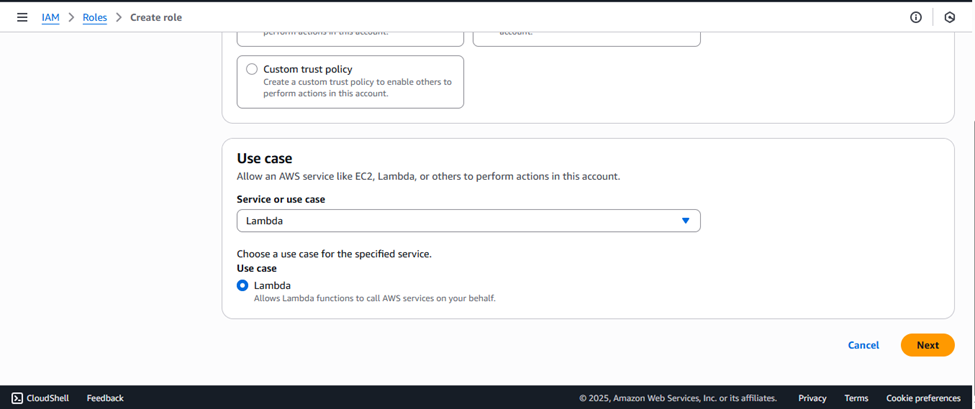 IAM > Roles > Create role
perform actions in this account.
account.
Custom trust policy
Create a custom trust policy to enable others to
perform actions in this account.
Use case
Allow an AWS service like EC2, Lambda, or others to perform actions in this account.
Service or use case
Lambda
Choose a use case for the specified service.
Use case
Lambda
Allows Lambda functions to call AWS services on your behalf.
Cancel
Next
CloudShell Feedback © 2025, Amazon Web Services, Inc. or its affiliates. Privacy Terms Cookie preferences